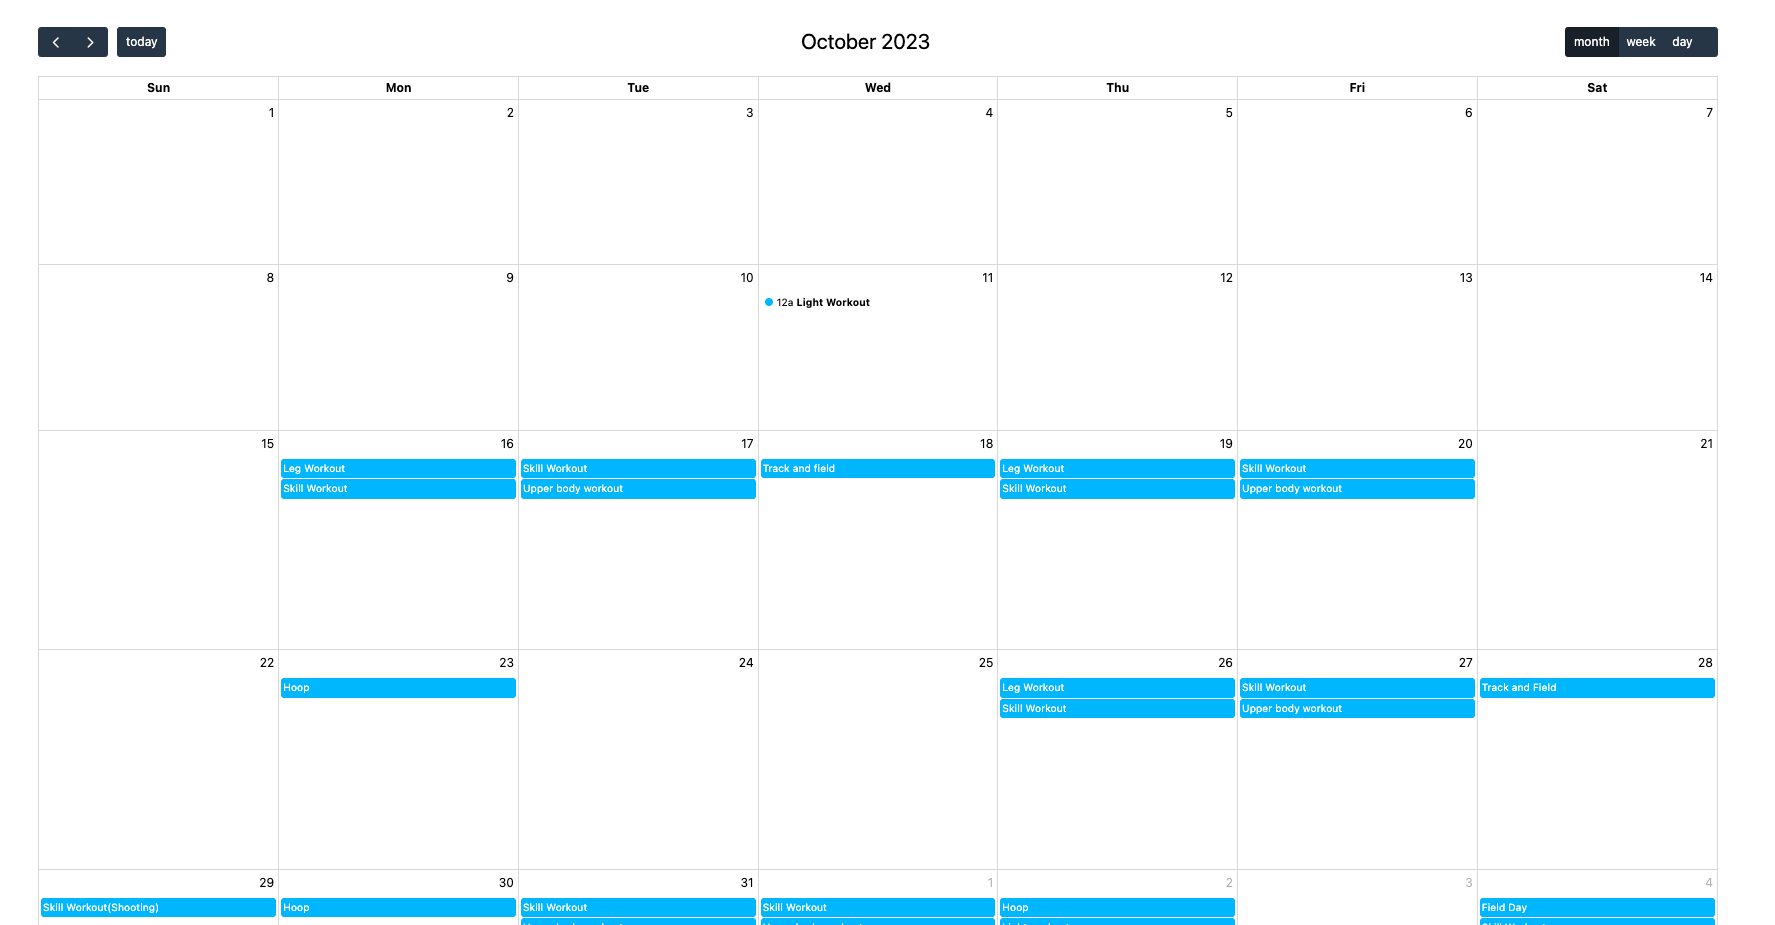 today
October 2023
month week day
Sun Mon Tue Wed Thu Fri Sat
1 2 3 4 5 6 7
8 9 10 11 12 13 14
12a Light Workout
15 16 17 18 19 20 21
Leg Workout Skill Workout Track and field Leg Workout Skill Workout
Skill Workout Upper body workout Skill Workout Upper body workout
22 23 24 25 26 27 28
Hoop Leg Workout Skill Workout Track and Field
Skill Workout Upper body workout
29 30 31 1 2 3 4
Skill Workout(Shooting) Hoop Skill Workout Skill Workout Hoop Field Day